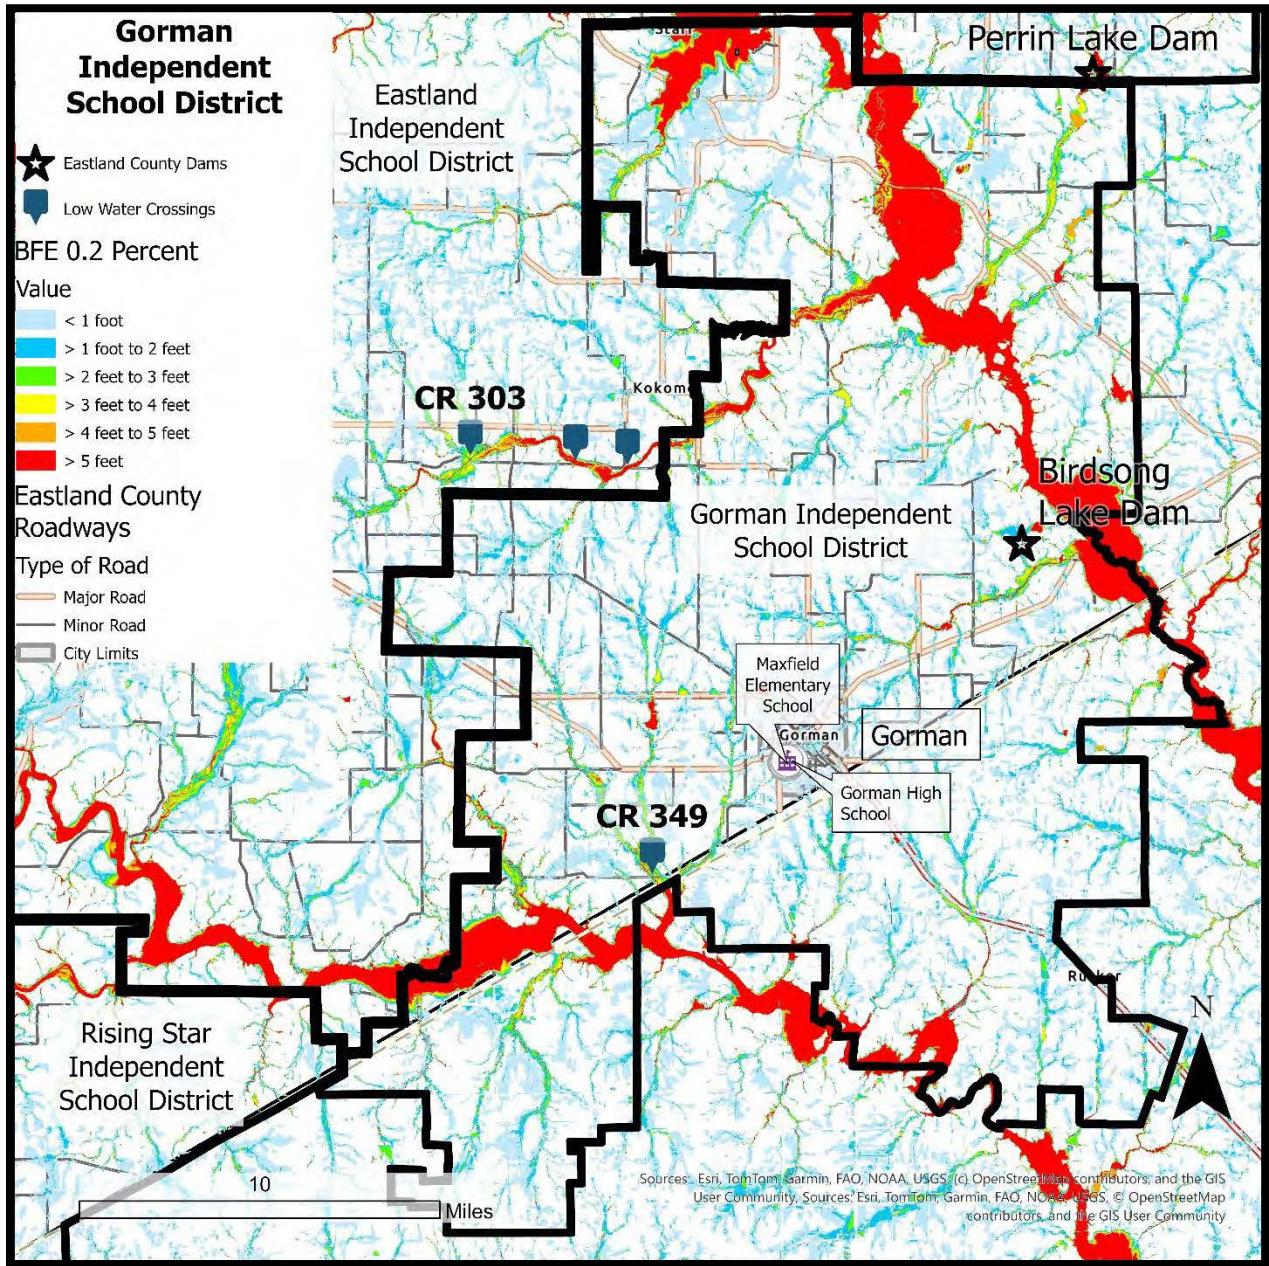 Gorman
Independent
School District
Eastland County Dams
Low Water Crossings
BFE 0.2 Percent
Value
< 1 foot
> 1 foot to 2 feet
> 2 feet to 3 feet
> 3 feet to 4 feet
> 4 feet to 5 feet
> 5 feet
Eastland County
Roadways
Type of Road
Major Road
Minor Road
City Limits
Eastland
Independent
School District
Perrin Lake Dam
CR 303
Birdsong
Lake Dam
Gorman Independent
School District
Maxfield
Elementary
School
Gorman
Gorman
Gorman High
School
CR 349
Rising Star
Independent
School District
N
10
Miles
Sources: Esri, TomTom, Garmin, FAO, NOAA, USGS, (c) OpenStreetMap contributors, and the GIS
User Community, Sources: Esri, TomTom, Garmin, FAO, NOAA, USGS, © OpenStreetMap
contributors, and the GIS User Community